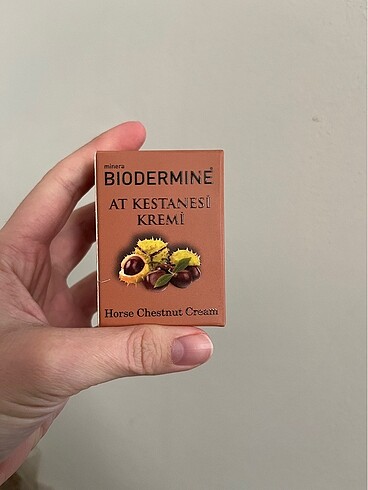 minera
BIODERMINE®
AT KESTANESİ
KREMİ
Horse Chestnut Cream